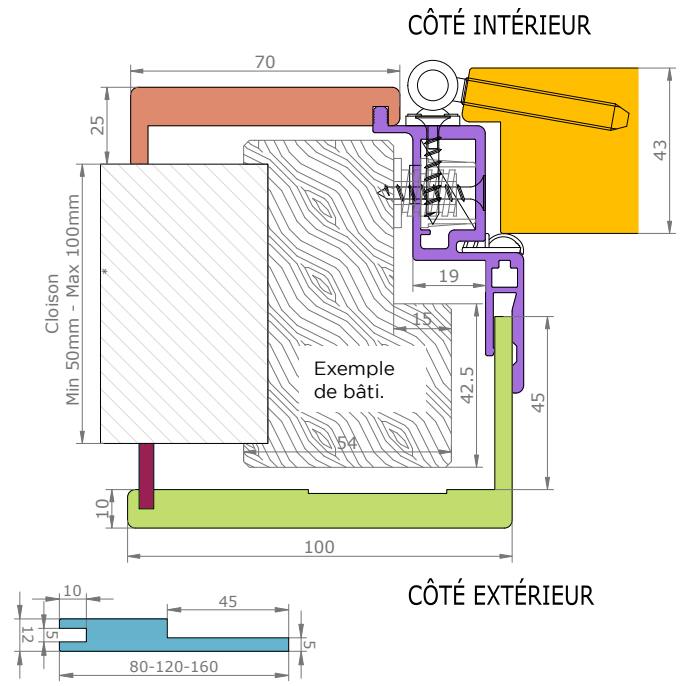 CÔTÉ INTÉRIEUR
70
25
43
Cloison
Min 50mm - Max 100mm
*
19
15
Exemple
de bâti.
42.5
45
54
10
100
CÔTÉ EXTÉRIEUR
10
45
12
5
5
80-120-160